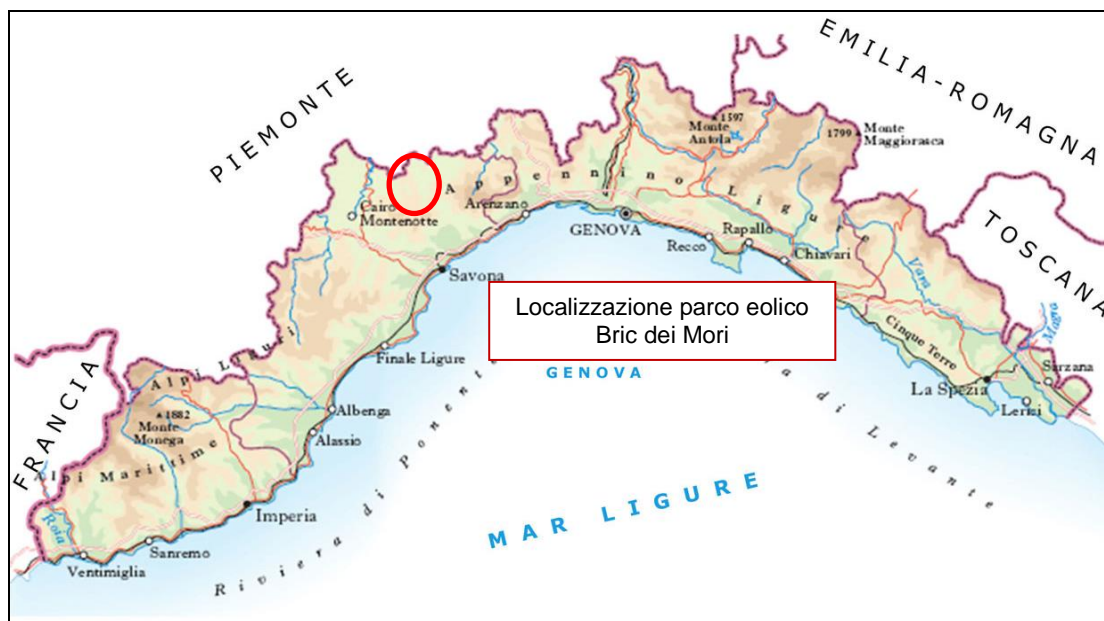 EMILIA-ROMAGNA
PIEMONTE
1597
Monte
Antola
1799
Monte
Maggiorasca
Appennino Ligure
Cairo
Montenotte
Arenzano
GENOVA
Recco
Rapallo
Chiavari
TOSCANA
Vara
Magra
Savona
Localizzazione parco eolico
Bric dei Mori
GENOVA
Finale Ligure
Cinque Terre
Sarzana
La Spezia
Lerici
Alpi Liguri
FRANCIA
1882
Monte
Monega
Albenga
Alassio
Alpi Marittime
Riviera di Ponente
a di Levante
MAR LIGURE
Imperia
Roia
Sanremo
Ventimiglia